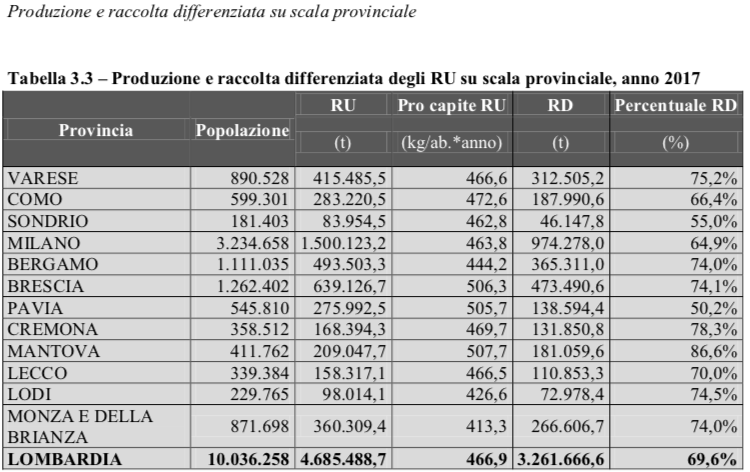 Produzione e raccolta differenziata su scala provinciale
Tabella 3.3 – Produzione e raccolta differenziata degli RU su scala provinciale, anno 2017
Provincia Popolazione RU Pro capite RU RD Percentuale RD
(t) (kg/ab.*anno) (t) (%)
VARESE 890.528 415.485,5 466,6 312.505,2 75,2%
COMO 599.301 283.220,5 472,6 187.990,6 66,4%
SONDRIO 181.403 83.954,5 462,8 46.147,8 55,0%
MILANO 3.234.658 1.500.123,2 463,8 974.278,0 64,9%
BERGAMO 1.111.035 493.503,3 444,2 365.311,0 74,0%
BRESCIA 1.262.402 639.126,7 506,3 473.490,6 74,1%
PAVIA 545.810 275.992,5 505,7 138.594,4 50,2%
CREMONA 358.512 168.394,3 469,7 131.850,8 78,3%
MANTOVA 411.762 209.047,7 507,7 181.059,6 86,6%
LECCO 339.384 158.317,1 466,5 110.853,3 70,0%
LODI 229.765 98.014,1 426,6 72.978,4 74,5%
MONZA E DELLA
BRIANZA 871.698 360.309,4 413,3 266.606,7 74,0%
LOMBARDIA 10.036.258 4.685.488,7 466,9 3.261.666,6 69,6%